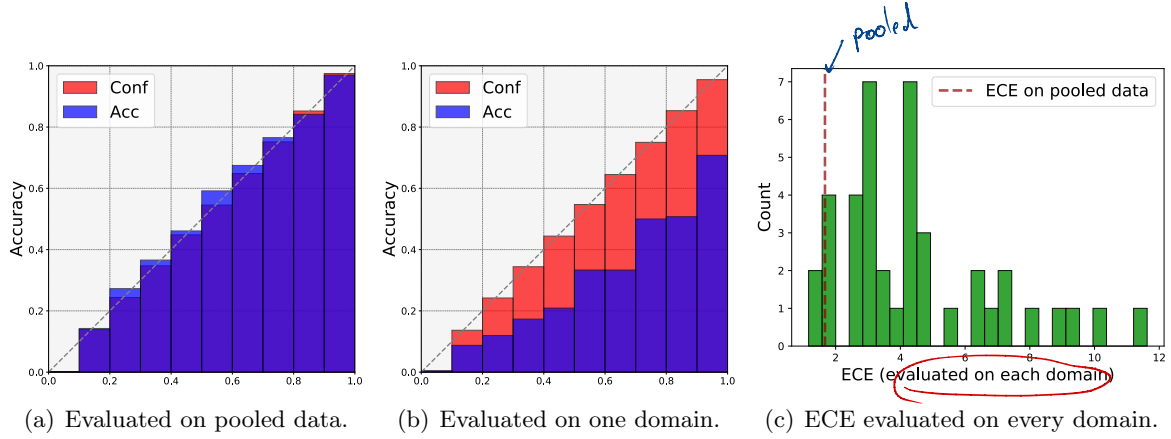 pooled
1.0
0.8
0.6
0.4
0.2
0.0
Accuracy
Conf
Acc
0.0 0.2 0.4 0.6 0.8 1.0
(a) Evaluated on pooled data.
1.0
0.8
0.6
0.4
0.2
0.0
Accuracy
Conf
Acc
0.0 0.2 0.4 0.6 0.8 1.0
(b) Evaluated on one domain.
7
6
5
4
3
2
1
0
Count
ECE on pooled data
2 4 6 8 10 12
ECE (evaluated on each domain)
(c) ECE evaluated on every domain.